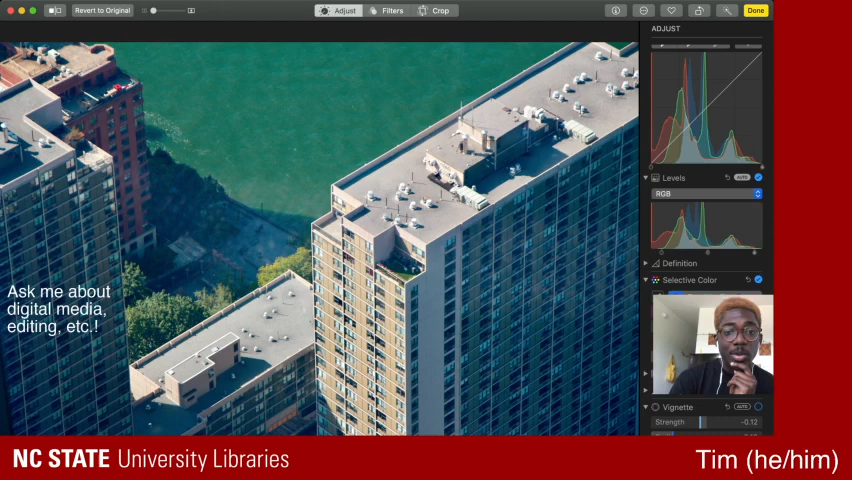 Revert to Original
Adjust
Filters
Crop
Done
ADJUST
Levels
AUTO
RGB
Definition
Selective Color
Ask me about
digital media,
editing, etc.!
Vignette
AUTO
Strength
-0.12
NC STATE University Libraries
Tim (he/him)